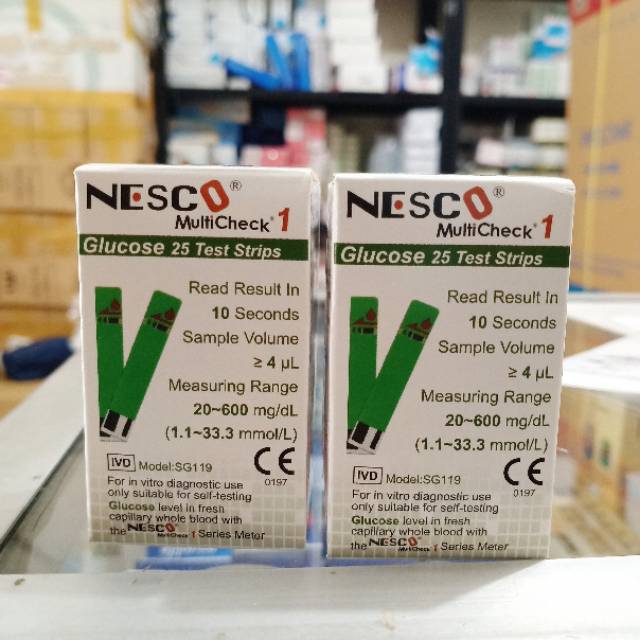 NESCO®
MultiCheck® 1
Glucose 25 Test Strips
Read Result In
10 Seconds
Sample Volume
≥ 4 µL
Measuring Range
20~600 mg/dL
(1.1~33.3 mmol/L)
CE
0197
IVD Model:SG119
For in vitro diagnostic use
only suitable for self-testing
Glucose level in fresh
capillary whole blood with
the NESCO® MultiCheck 1 Series Meter
NESCO®
MultiCheck® 1
Glucose 25 Test Strips
Read Result In
10 Seconds
Sample Volume
≥ 4 µL
Measuring Range
20~600 mg/dL
(1.1~33.3 mmol/L)
CE
0197
IVD Model:SG119
For in vitro diagnostic use
only suitable for self-testing
Glucose level in fresh
capillary whole blood with
the NESCO® MultiCheck 1 Series Meter